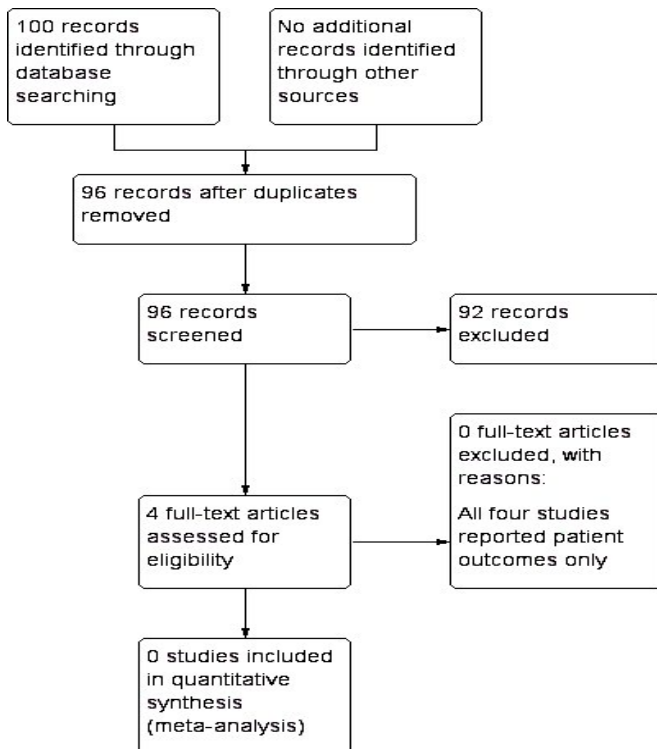 100 records
identified through
database
searching
No additional
records identified
through other
sources
96 records after duplicates
removed
96 records
screened
92 records
excluded
0 full-text articles
excluded, with
reasons:
All four studies
reported patient
outcomes only
4 full-text articles
assessed for
eligibility
0 studies included
in quantitative
synthesis
(meta-analysis)